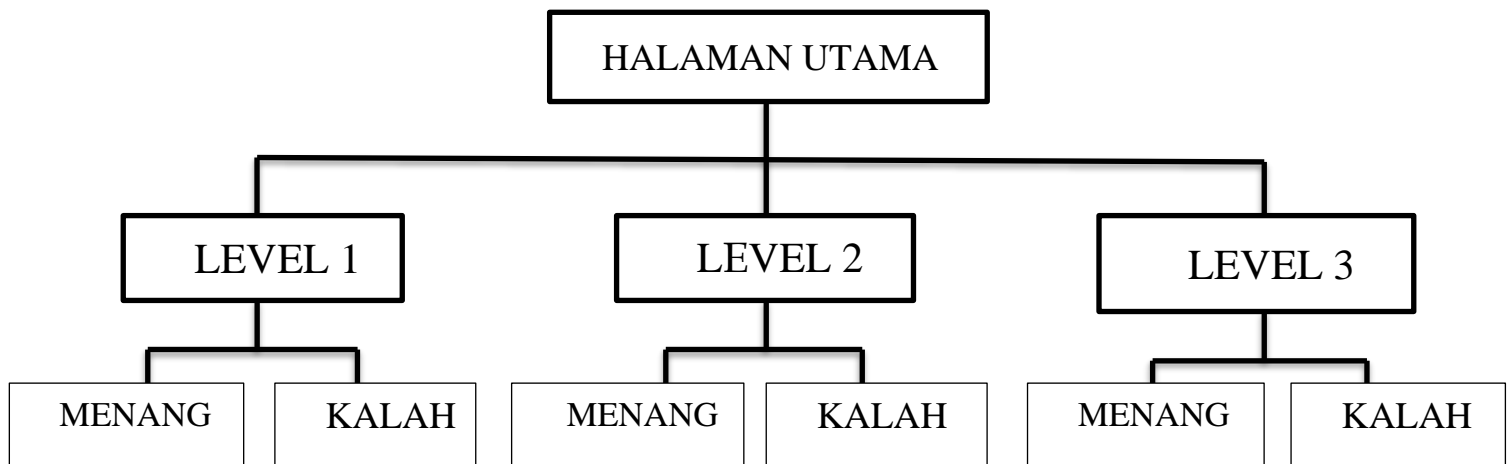 HALAMAN UTAMA
LEVEL 1
LEVEL 2
LEVEL 3
MENANG
KALAH
MENANG
KALAH
MENANG
KALAH